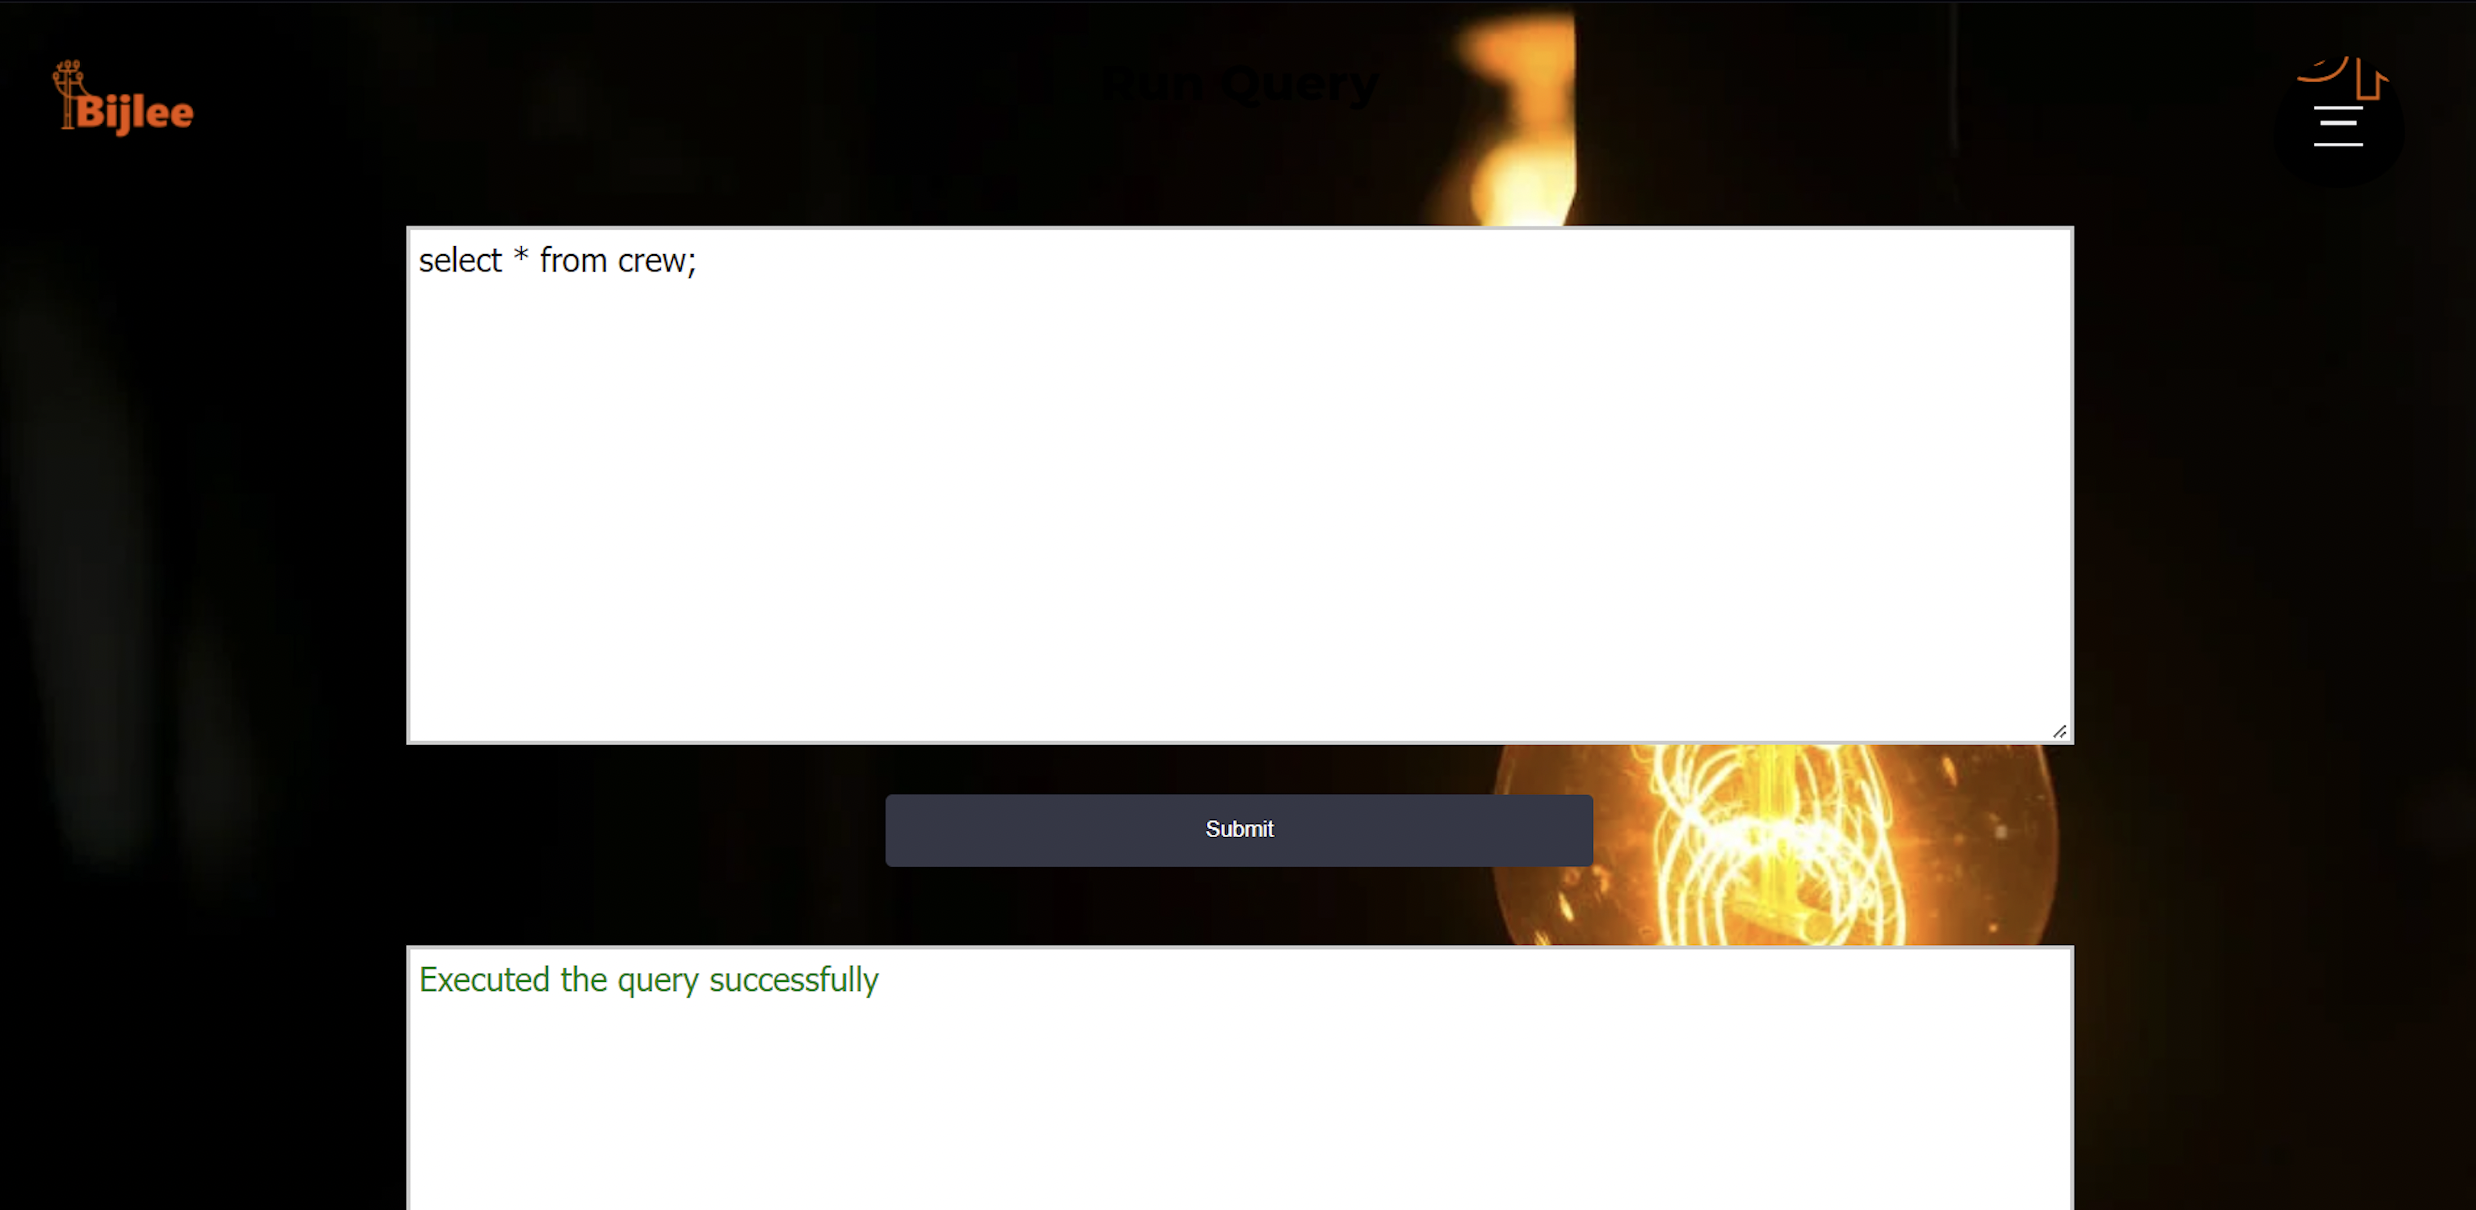 Bijlee
Run Query
select * from crew;
Submit
Executed the query successfully